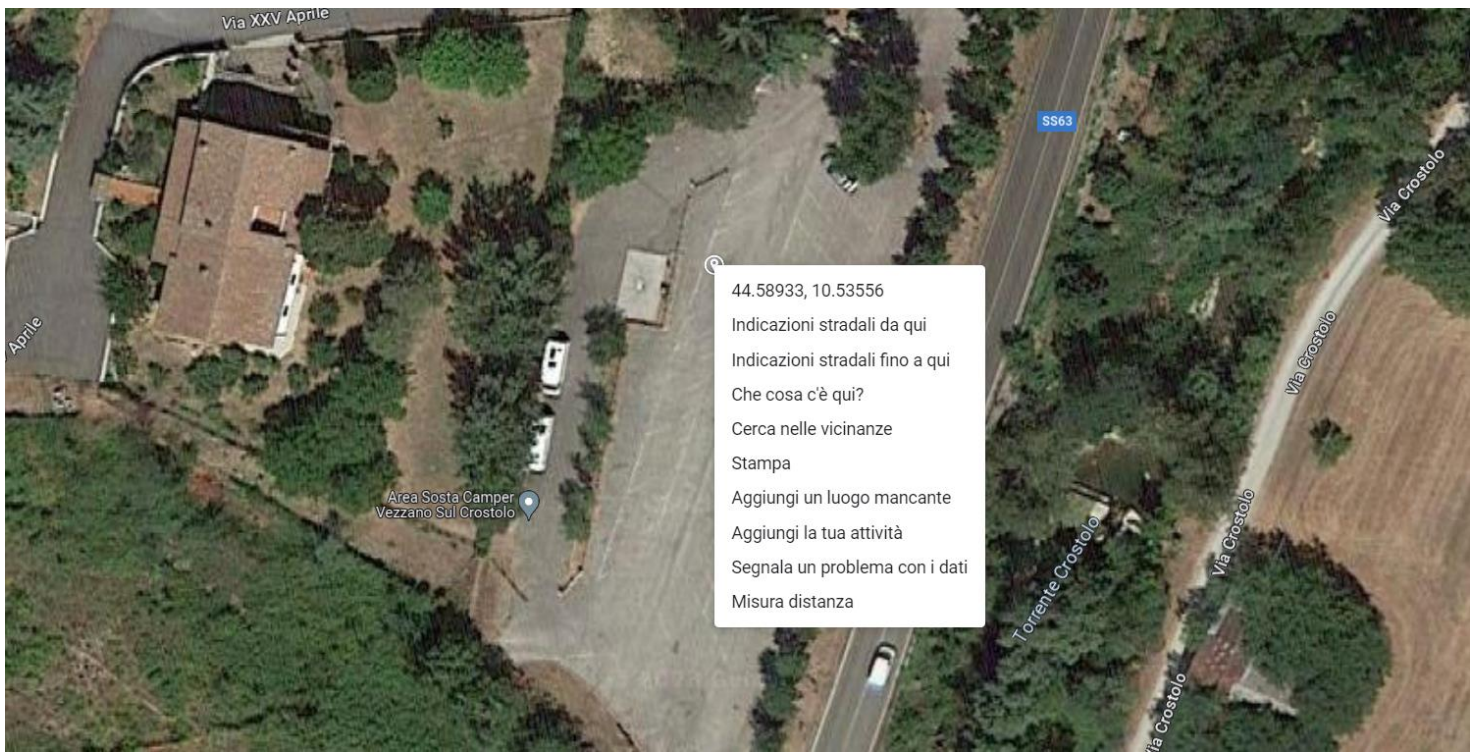 Via XXV Aprile
SS63
Via Crostolo
44.58933, 10.53556
Indicazioni stradali da qui
Via Crostolo
Aprile
Indicazioni stradali fino a qui
Che cosa c'è qui?
Cerca nelle vicinanze
Stampa
Area Sosta Camper
Vezzano Sul Crostolo
Aggiungi un luogo mancante
Aggiungi la tua attività
Via Crostolo
Segnala un problema con i dati
Torrente Crostolo
Misura distanza
Via Crostolo